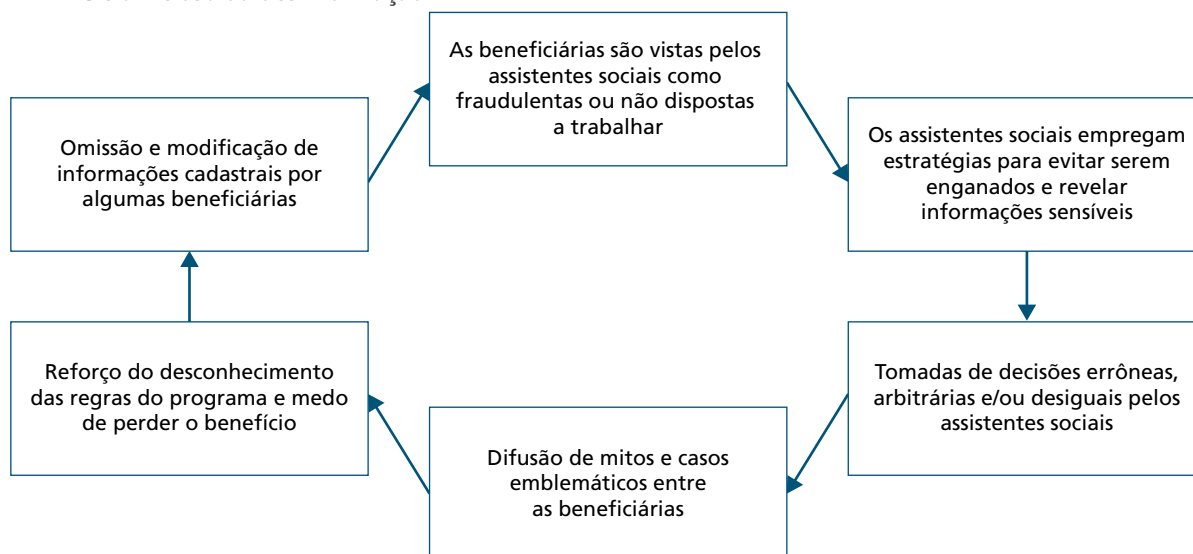 As beneficiárias são vistas pelos
assistentes sociais como
fraudulentas ou não dispostas
a trabalhar
Os assistentes sociais empregam
estratégias para evitar serem
enganados e revelar
informações sensíveis
Tomadas de decisões errôneas,
arbitrárias e/ou desiguais pelos
assistentes sociais
Difusão de mitos e casos
emblemáticos entre
as beneficiárias
Reforço do desconhecimento
das regras do programa e medo
de perder o benefício
Omissão e modificação de
informações cadastrais por
algumas beneficiárias